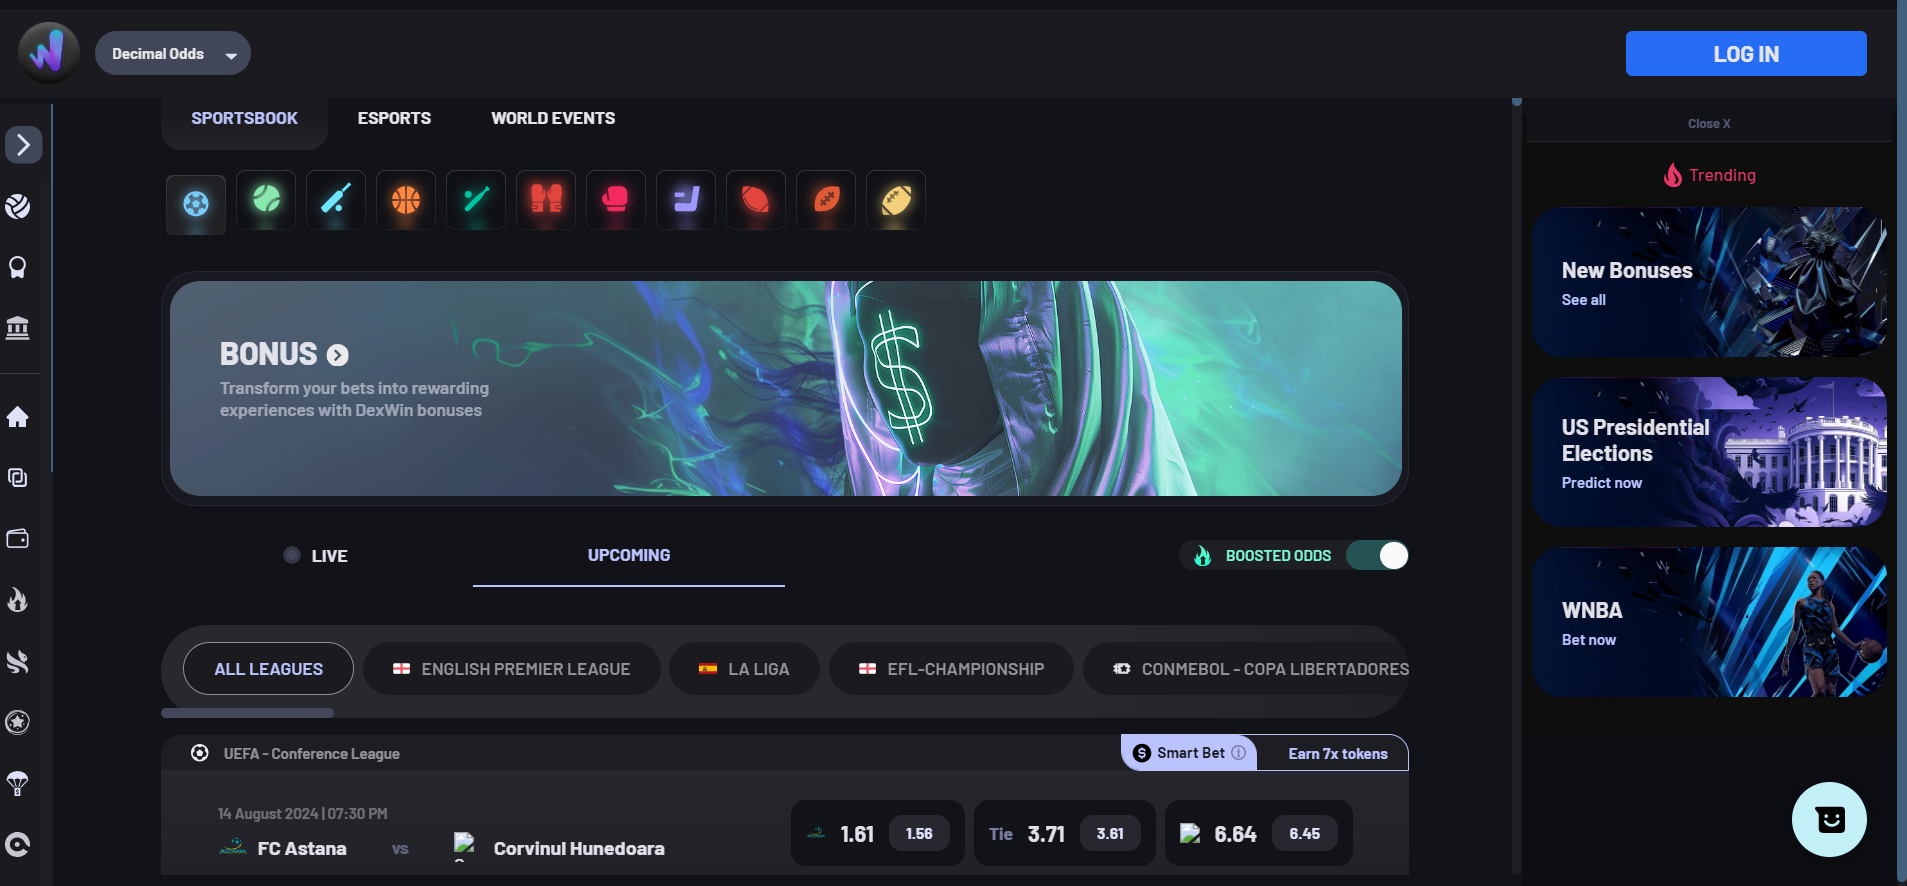 Decimal Odds
LOG IN
SPORTSBOOK
ESPORTS
WORLD EVENTS
BONUS
Transform your bets into rewarding
experiences with DexWin bonuses
LIVE
UPCOMING
BOOSTED ODDS
ALL LEAGUES
ENGLISH PREMIER LEAGUE
LA LIGA
EFL-CHAMPIONSHIP
CONMEBOL - COPA LIBERTADORES
UEFA - Conference League
Smart Bet
Earn 7x tokens
14 August 2024 | 07:30 PM
FC Astana
vs
Corvinul Hunedoara
1.61
1.56
Tie
3.71
3.61
6.64
6.45
Close X
Trending
New Bonuses
See all
US Presidential
Elections
Predict now
WNBA
Bet now